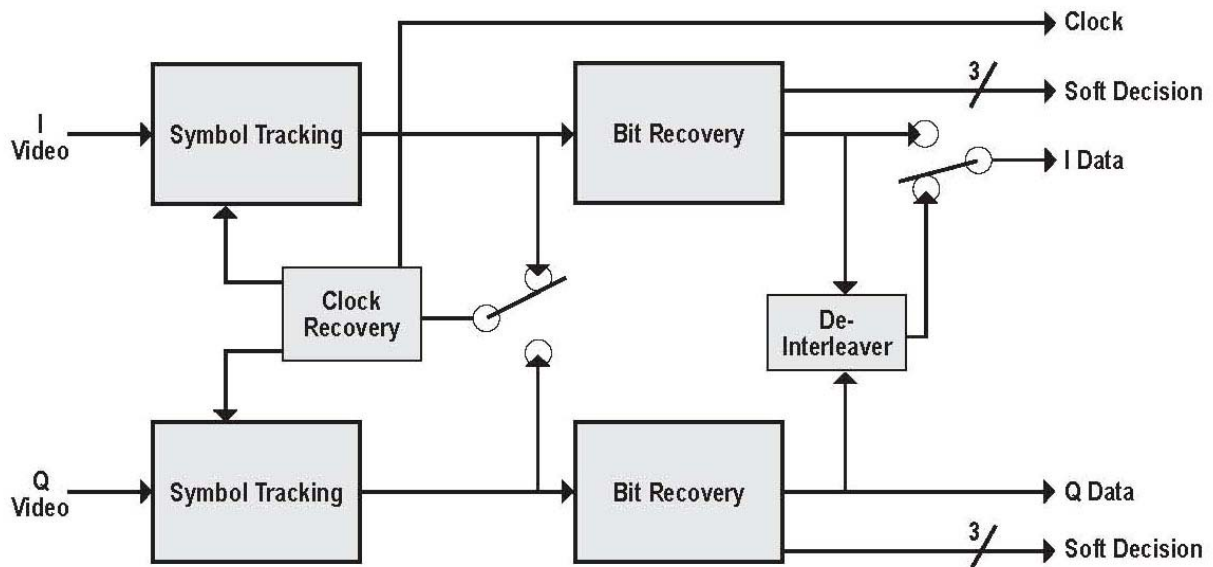 Clock
3
Soft Decision
I
Video
Symbol Tracking
Bit Recovery
I Data
Clock
Recovery
De-
Interleaver
Q
Video
Symbol Tracking
Bit Recovery
Q Data
3
Soft Decision